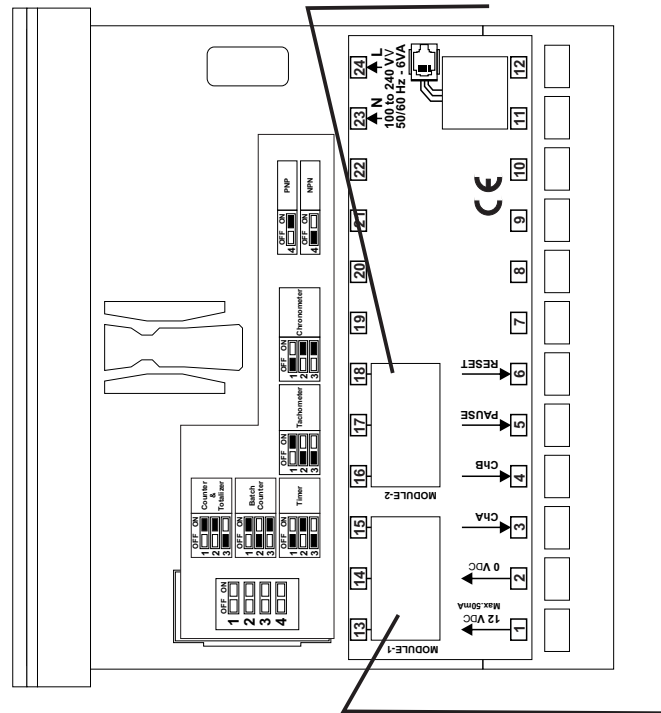 OFF ON
1
2
3
4
Counter
&
Totalizer
OFF ON
1
2
3
Batch
Counter
OFF ON
1
2
3
Timer
OFF ON
1
2
3
Tachometer
OFF ON
1
2
3
Chronometer
OFF ON
1
2
3
PNP
OFF ON
4
NPN
OFF ON
4
13 14 15 16 17 18 19 20 21 22 23 24
N L
100 to 240 VV
50/60 Hz - 6VA
MODULE-1
MODULE-2
CE
12 VDC
Max.50mA
0 VDC
ChA
ChB
PAUSE
RESET
1 2 3 4 5 6 7 8 9 10 11 12